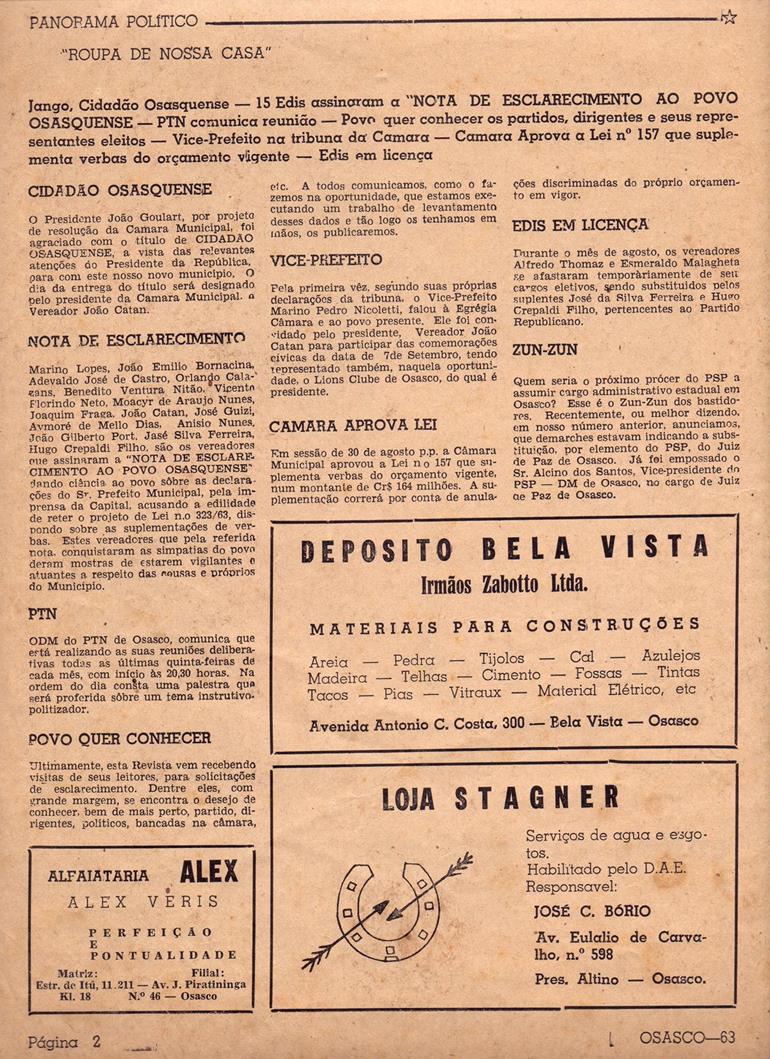 PANORAMA POLÍTICO
"ROUPA DE NOSSA CASA"
Jango, Cidadão Osasquense — 15 Edis assinaram a "NOTA DE ESCLARECIMENTO AO POVO
OSASQUENSE — PTN comunica reunião — Povo quer conhecer os partidos, dirigentes e seus repre-
sentantes eleitos — Vice-Prefeito na tribuna da Camara — Camara Aprova a Lei nº 157 que suple-
menta verbas do orçamento vigente — Edis em licença
CIDADÃO OSASQUENSE
O Presidente João Goulart, por projeto
de resolução da Camara Municipal, foi
agraciado com o título de CIDADÃO
OSASQUENSE, a vista das relevantes
atenções do Presidente da República,
para com este nosso novo município. O
dia da entrega do título será designado
pelo presidente da Camara Municipal. o
Vereador João Catan.
NOTA DE ESCLARECIMENTO
Marino Lopes, João Emilio Bornacina,
Adevaldo José de Castro, Orlando Cala-
zans, Benedito Ventura Nitão, Vicente
Florindo Neto, Moacyr de Araujo Nunes,
Joaquim Fraga, João Catan, José Guizi,
Aymoré de Mello Dias, Anisio Nunes,
João Gilberto Port, Jasé Silva Ferreira,
Hugo Crepaldi Filho, são os vereadores
que assinaram a "NOTA DE ESCLARE-
CIMENTO AO POVO OSASQUENSE"
dando ciência ao povo sôbre as declara-
ções do Sr. Prefeito Municipal, pela im-
prensa da Capital, acusando a edilidade
de reter o projeto de Lei n.o 323/63, dis-
pondo sobre as suplementações de ver-
bas. Estes vereadores que pela referida
nota, conquistaram as simpatias do povo
deram mostras de estarem vigilantes e
atuantes a respeito das cousas e próprios
do Município.
PTN
ODM do PTN de Osasco, comunica que
está realizando as suas reuniões delibera-
tivas todas as últimas quinta-feiras de
cada mês, com início às 20,30 horas. Na
ordem do dia consta uma palestra que
será proferida sôbre um tema instrutivo-
politizador.
POVO QUER CONHECER
Ultimamente, esta Revista vem recebendo
visitas de seus leitores, para solicitações
de esclarecimento. Dentre eles, com
grande margem, se encontra o desejo de
conhecer, bem de mais perto, partido, di-
rigentes, políticos, bancadas na câmara,
etc. A todos comunicamos, como o fa-
zemos na oportunidade, que estamos exe-
cutando um trabalho de levantamento
desses dados e tão logo os tenhamos em
mãos, os publicaremos.
VICE-PREFEITO
Pela primeira vêz, segundo suas próprias
declarações da tribuna, o Vice-Prefeito
Marino Pedro Nicoletti, falou à Egrégia
Câmara e ao povo presente. Ele foi con-
vidado pelo presidente, Vereador João
Catan para participar das comemorações
cívicas da data de 7de Setembro, tendo
representado também, naquela oportuni-
dade, o Lions Clube de Osasco, do qual é
presidente.
CAMARA APROVA LEI
Em sessão de 30 de agosto p.p. a Câmara
Municipal aprovou a Lei no 157 que su-
plementa verbas do orçamento vigente,
num montante de Cr$ 164 milhões. A su-
plementação correrá por conta de anula-
ções discriminadas do próprio orçamen-
to em vigor.
EDIS EM LICENÇA
Durante o mês de agosto, os vereadores
Alfredo Thomaz e Esmeraldo Malagheta
se afastaram temporàriamente de seus
cargos eletivos, sendo substituidos pelos
suplentes José da Silva Ferreira e Hugo
Crepaldi Filho, pertencentes ao Partido
Republicano.
ZUN-ZUN
Quem seria o próximo prócer do PSP a
assumir cargo administrativo estadual em
Osasco? Esse é o Zun-Zun dos bastido-
res. Recentemente, ou melhor dizendo,
em nosso número anterior, anunciamos,
que demarches estavam indicando a subs-
tituição, por elemento do PSP, do Juiz
de Paz de Osasco. Já foi empossado o
Sr. Alcino dos Santos, Vice-presidente do
PSP — DM de Osasco, no cargo de Juiz
de Paz de Osasco.
DEPOSITO BELA VISTA
Irmãos Zabotto Ltda.
MATERIAIS PARA CONSTRUÇÕES
Areia — Pedra — Tijolos — Cal — Azulejos
Madeira — Telhas — Cimento — Fossas — Tintas
Tacos — Pias — Vitraux — Material Elétrico, etc
Avenida Antonio C. Costa, 300 — Bela Vista — Osasco
LOJA STAGNER
Serviços de agua e esgo-
tos.
Habilitado pelo D.A.E.
Responsavel:
JOSÉ C. BÓRIO
Av. Eulalio de Carva-
lho, n.º 598
Pres. Altino — Osasco.
ALFAIATARIA ALEX
ALEX VERIS
PERFEIÇÃO
E
PONTUALIDADE
Matriz: Filial:
Estr. de Itú, 11.211 — Av. J. Piratininga
Kl. 18 N.º 46 — Osasco
Página 2
OSASCO—63